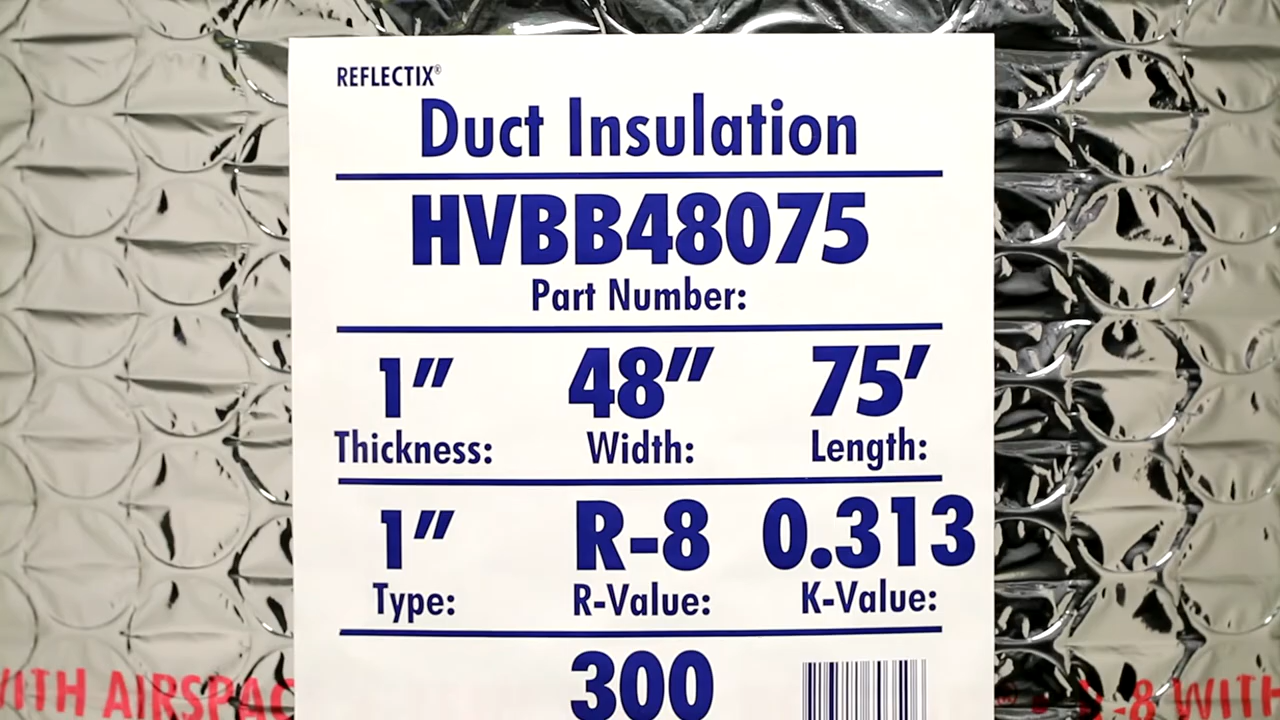 REFLECTIX®
Duct Insulation
HVBB48075
Part Number:
1" 48" 75'
Thickness: Width: Length:
1" R-8 0.313
Type: R-Value: K-Value:
300
WITH AIRSPAC
-8 WITH